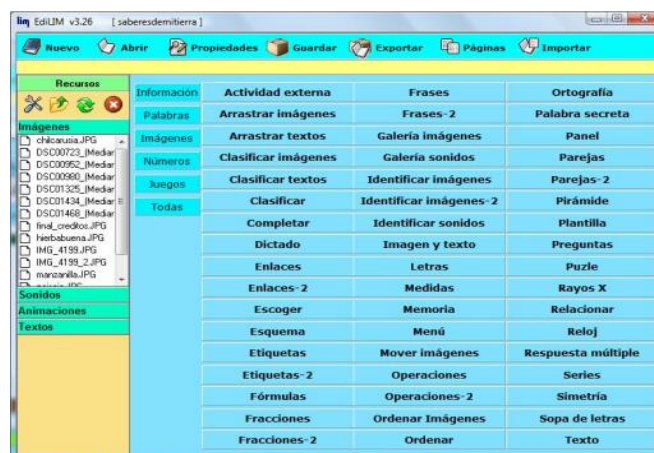 lim EdiLIM v3.26 [ saberesdemitierra ]
Nuevo Abrir Propiedades Guardar Exportar Páginas Importar
Recursos
Imágenes
chilcarusia.JPG
DSC00723_(Median
DSC00952_(Median
DSC00980_(Median
DSC01325_(Median
DSC01434_(Median
DSC01468_(Median
final_creditos.JPG
hierbabuena.JPG
IMG_4199.JPG
IMG_4199_2.JPG
manzanilla.JPG
Sonidos
Animaciones
Textos
Información
Palabras
Imágenes
Números
Juegos
Todas
Actividad externa Frases Ortografía
Arrastrar imágenes Frases-2 Palabra secreta
Arrastrar textos Galería imágenes Panel
Clasificar imágenes Galería sonidos Parejas
Clasificar textos Identificar imágenes Parejas-2
Clasificar Identificar imágenes-2 Pirámide
Completar Identificar sonidos Plantilla
Dictado Imagen y texto Preguntas
Enlaces Letras Puzle
Enlaces-2 Medidas Rayos X
Escoger Memoria Relacionar
Esquema Menú Reloj
Etiquetas Mover imágenes Respuesta múltiple
Etiquetas-2 Operaciones Series
Fórmulas Operaciones-2 Simetría
Fracciones Ordenar Imágenes Sopa de letras
Fracciones-2 Ordenar Texto